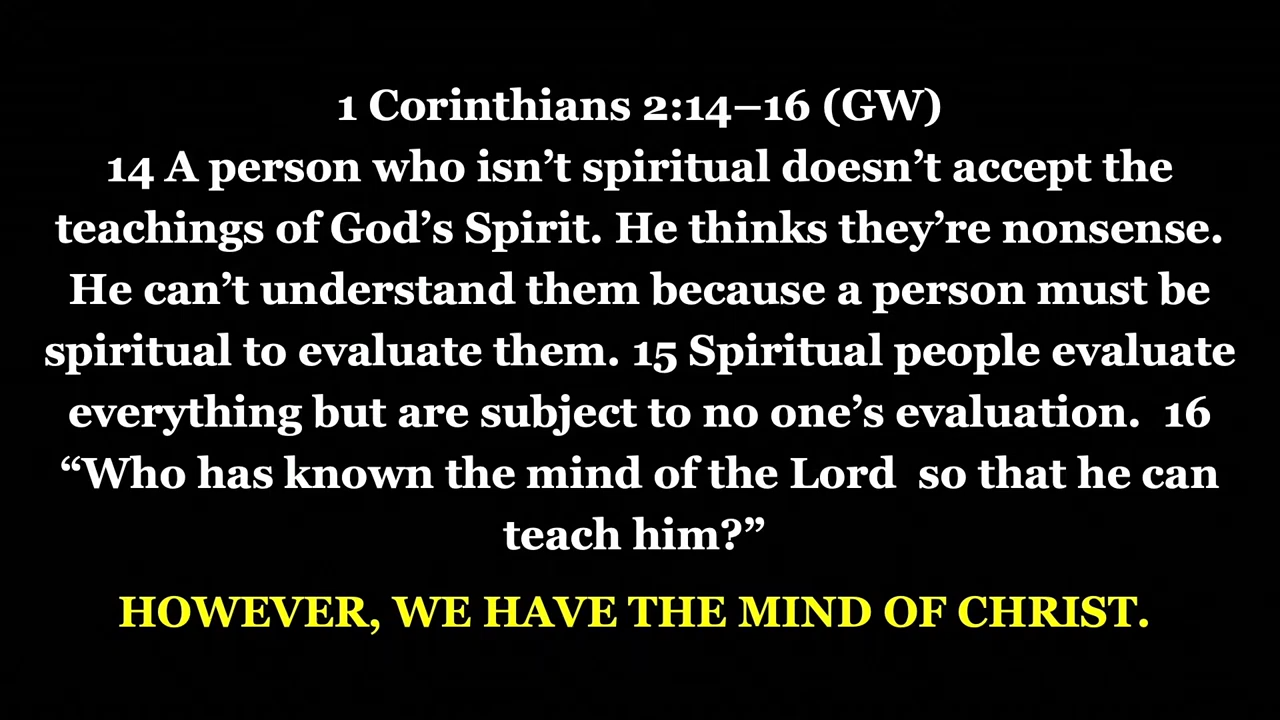 1 Corinthians 2:14–16 (GW)
14 A person who isn’t spiritual doesn’t accept the
teachings of God’s Spirit. He thinks they’re nonsense.
He can’t understand them because a person must be
spiritual to evaluate them. 15 Spiritual people evaluate
everything but are subject to no one’s evaluation.  16
“Who has known the mind of the Lord  so that he can
teach him?”
HOWEVER, WE HAVE THE MIND OF CHRIST.